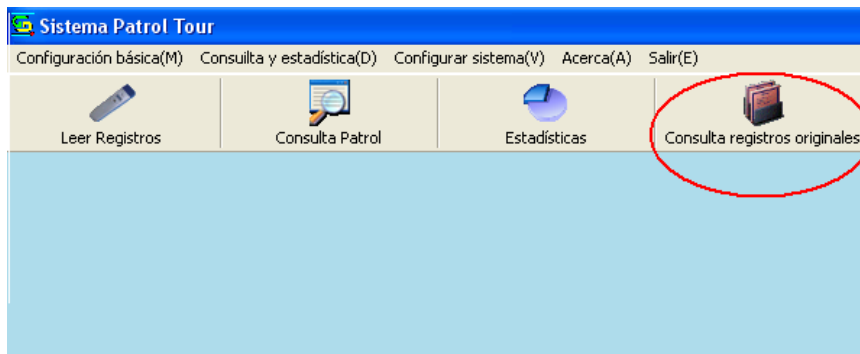 Sistema Patrol Tour
Configuración básica(M) Consuilta y estadística(D) Configurar sistema(V) Acerca(A) Salir(E)
Leer Registros Consulta Patrol Estadísticas Consulta registros originales